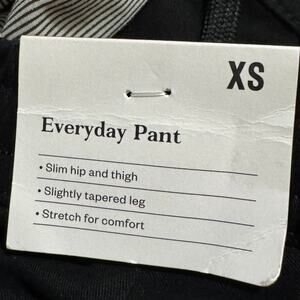 XS
Everyday Pant
• Slim hip and thigh
• Slightly tapered leg
• Stretch for comfort